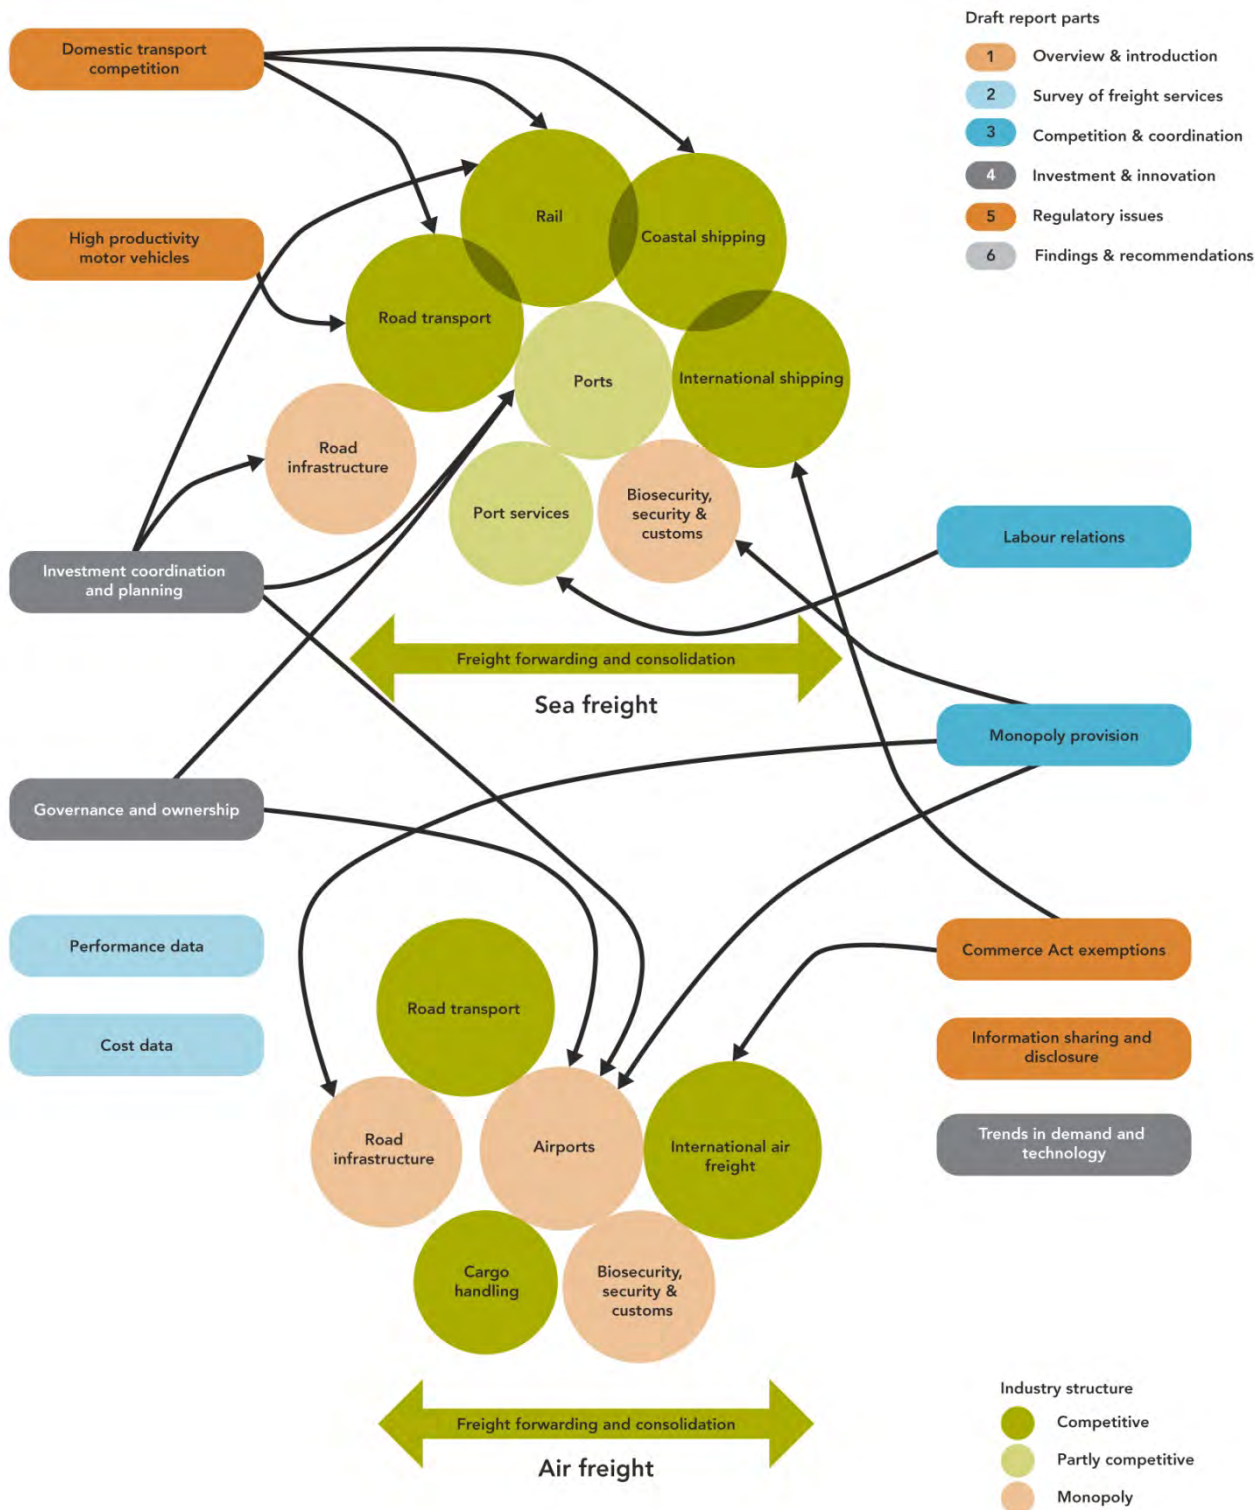 Draft report parts
1 Overview & introduction
2 Survey of freight services
3 Competition & coordination
4 Investment & innovation
5 Regulatory issues
6 Findings & recommendations
Domestic transport
competition
High productivity
motor vehicles
Rail
Coastal shipping
Road transport
Ports
International shipping
Road
infrastructure
Port services
Biosecurity,
security &
customs
Labour relations
Investment coordination
and planning
Freight forwarding and consolidation
Sea freight
Monopoly provision
Governance and ownership
Performance data
Cost data
Commerce Act exemptions
Information sharing and
disclosure
Trends in demand and
technology
Road transport
Road
infrastructure
Airports
International air
freight
Cargo
handling
Biosecurity,
security &
customs
Freight forwarding and consolidation
Air freight
Industry structure
Competitive
Partly competitive
Monopoly